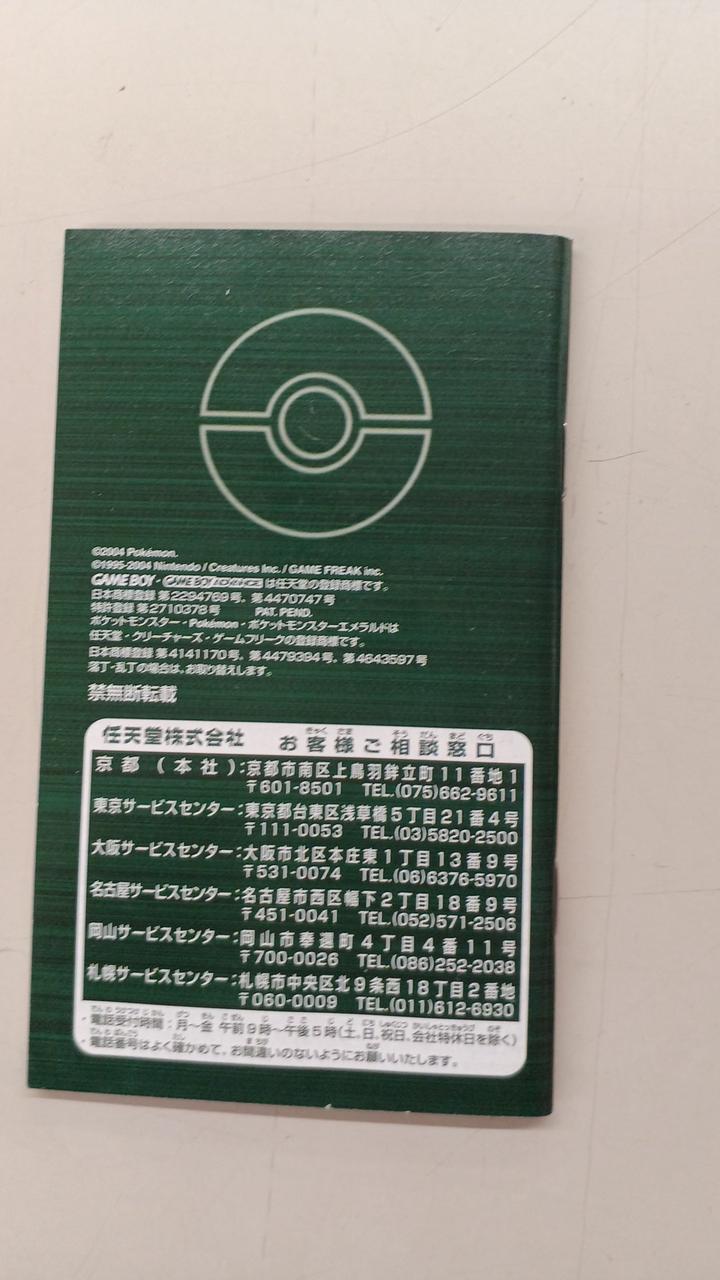 ©2004 Pokémon.
©1995-2004 Nintendo / Creatures Inc. / GAME FREAK inc.
GAME BOY・GAME BOY ADVANCE は任天堂の登録商標です。
日本商標登録 第2294769号，第4470747号
特許登録 第2710378号 PAT. PEND.
ポケットモンスター・Pokémon・ポケットモンスターエメラルドは
任天堂・クリーチャーズ・ゲームフリークの登録商標です。
日本商標登録 第4141170号，第4479394号，第4643597号
落丁・乱丁の場合は、お取り替えします。
禁無断転載
任天堂株式会社 お客様ご相談窓口
京都(本社):京都市南区上鳥羽鉾立町11番地1
〒601-8501 TEL.(075)662-9611
東京サービスセンター:東京都台東区浅草橋5丁目21番4号
〒111-0053 TEL.(03)5820-2500
大阪サービスセンター:大阪市北区本庄東1丁目13番9号
〒531-0074 TEL.(06)6376-5970
名古屋サービスセンター:名古屋市西区幅下2丁目18番9号
〒451-0041 TEL.(052)571-2506
岡山サービスセンター:岡山市奉還町4丁目4番11号
〒700-0026 TEL.(086)252-2038
札幌サービスセンター:札幌市中央区北9条西18丁目2番地
〒060-0009 TEL.(011)612-6930
・電話受付時間：月～金 午前9時～午後5時(土、日、祝日、会社特休日を除く)
・電話番号はよく確かめて、お間違いのないようにお願いいたします。